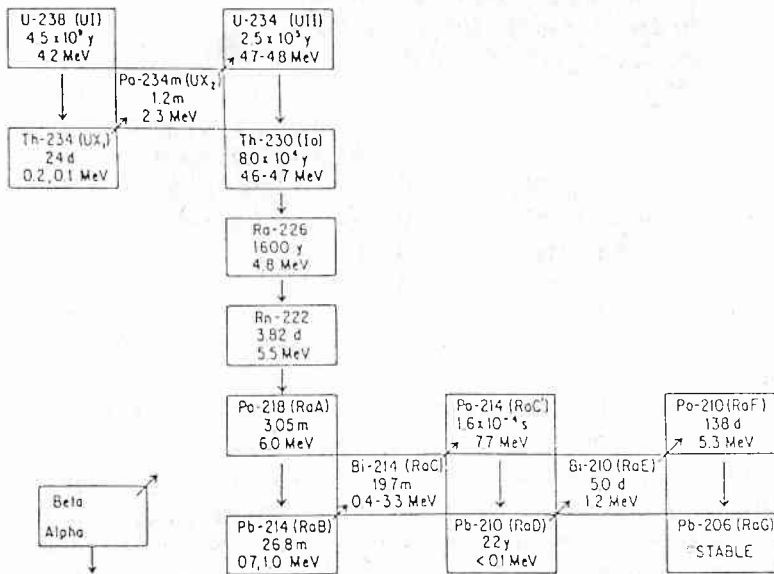 U-238 (UI)
4.5 x 10⁹ y
4.2 MeV
U-234 (UII)
2.5 x 10⁵ y
4.7-4.8 MeV
Pa-234m (UX₂)
1.2m
2.3 MeV
Th-234 (UX₁)
24 d
0.2, 0.1 MeV
Th-230 (Io)
8.0 x 10⁴ y
4.6-4.7 MeV
Ra-226
1600 y
4.8 MeV
Rn-222
3.82 d
5.5 MeV
Po-218 (RaA)
3.05 m
6.0 MeV
Po-214 (RaC')
1.6x10⁻⁴ s
7.7 MeV
Po-210 (RaF)
138 d
5.3 MeV
Bi-214 (RaC)
19.7m
0.4-3.3 MeV
Bi-210 (RaE)
5.0 d
1.2 MeV
Pb-214 (RaB)
26.8 m
0.7, 1.0 MeV
Pb-210 (RaD)
22 y
< 0.1 MeV
Pb-206 (RaG)
STABLE
Beta
Alpha